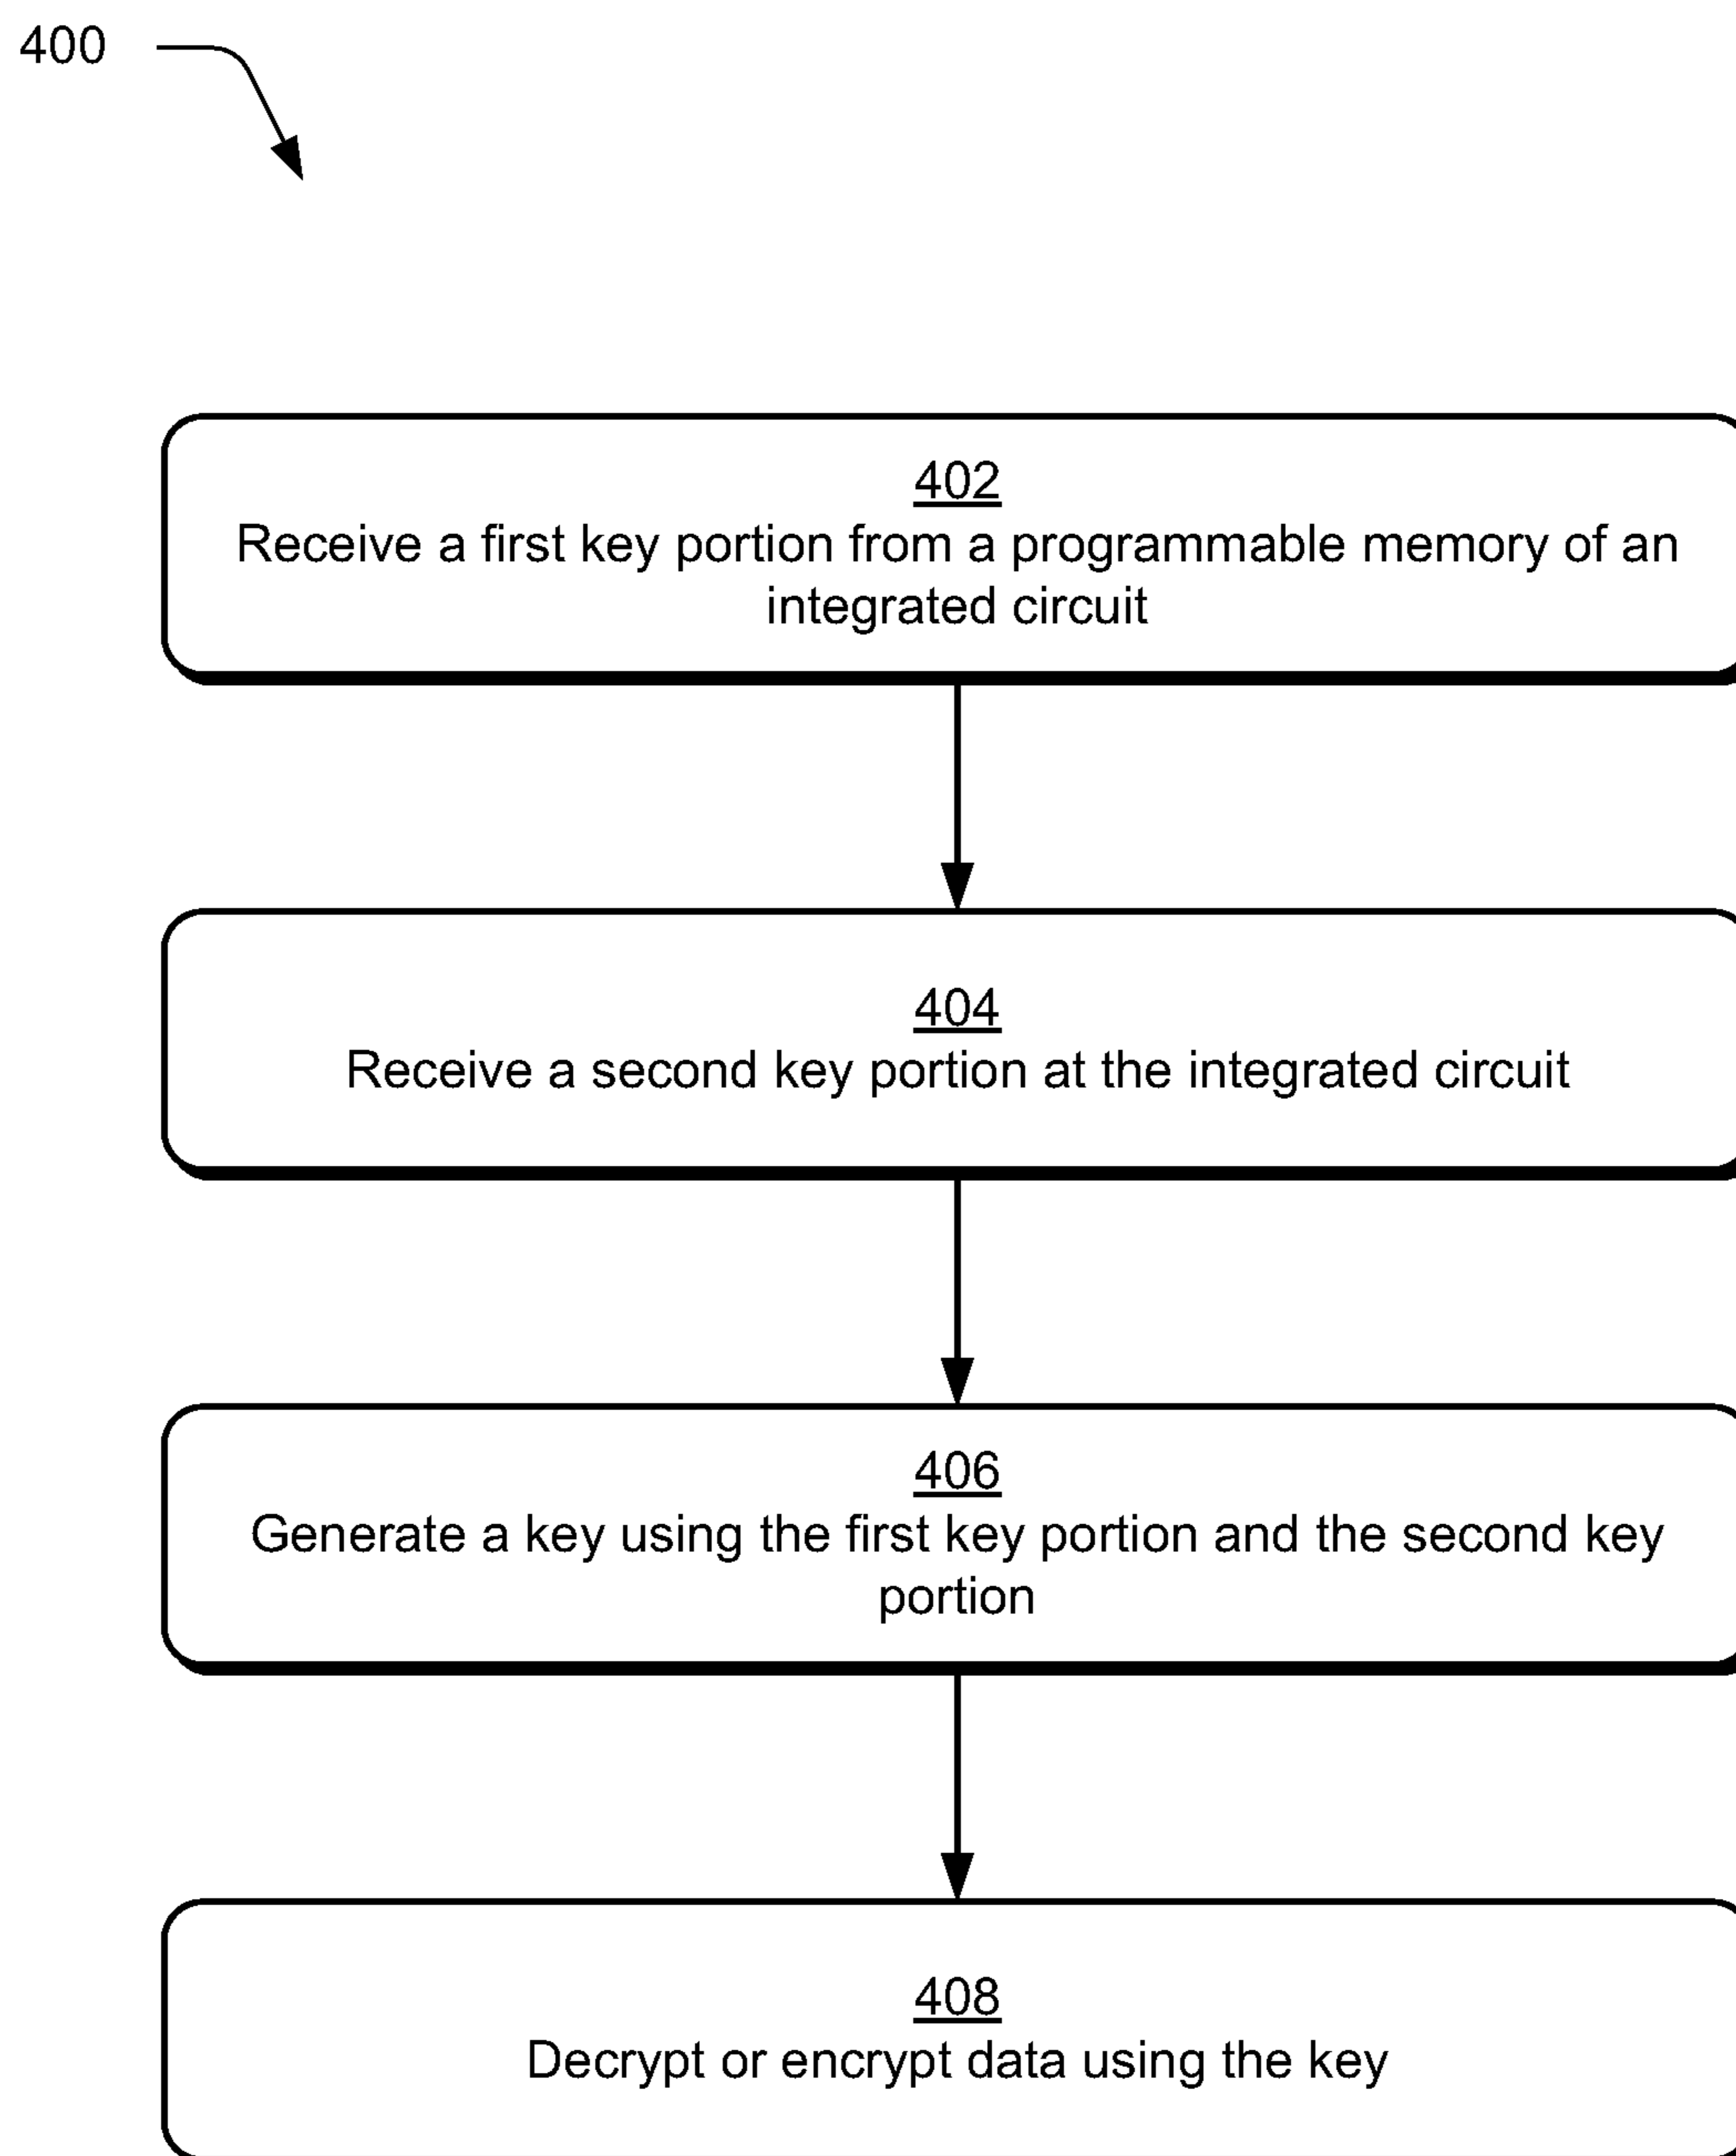 400
402
Receive a first key portion from a programmable memory of an
integrated circuit
404
Receive a second key portion at the integrated circuit
406
Generate a key using the first key portion and the second key
portion
408
Decrypt or encrypt data using the key